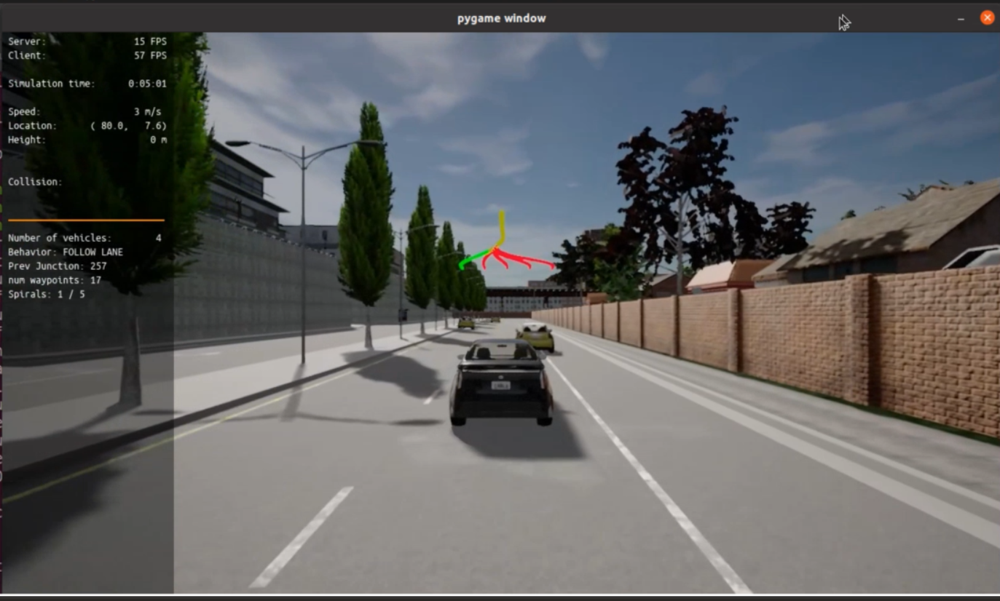 pygame window
Server: 15 FPS
Client: 57 FPS
Simulation time: 0:05:01
Speed: 3 m/s
Location: ( 80.0, 7.6)
Height: 0 m
Collision:
Number of vehicles: 4
Behavior: FOLLOW LANE
Prev Junction: 257
num waypoints: 17
Spirals: 1 / 5